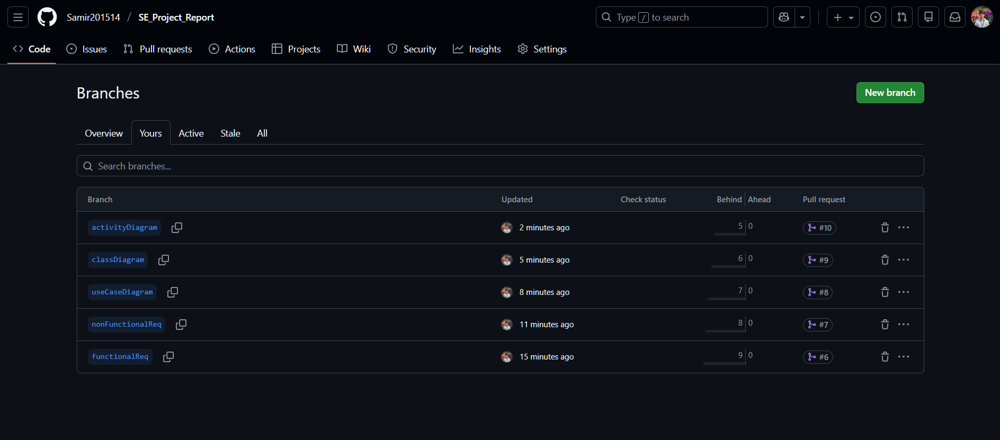 Samir201514 / SE_Project_Report Type / to search
Code Issues Pull requests Actions Projects Wiki Security Insights Settings
Branches New branch
Overview Yours Active Stale All
Search branches...
Branch Updated Check status Behind Ahead Pull request
activityDiagram 2 minutes ago 5 0 #10
classDiagram 5 minutes ago 6 0 #9
useCaseDiagram 8 minutes ago 7 0 #8
nonFunctionalReq 11 minutes ago 8 0 #7
functionalReq 15 minutes ago 9 0 #6